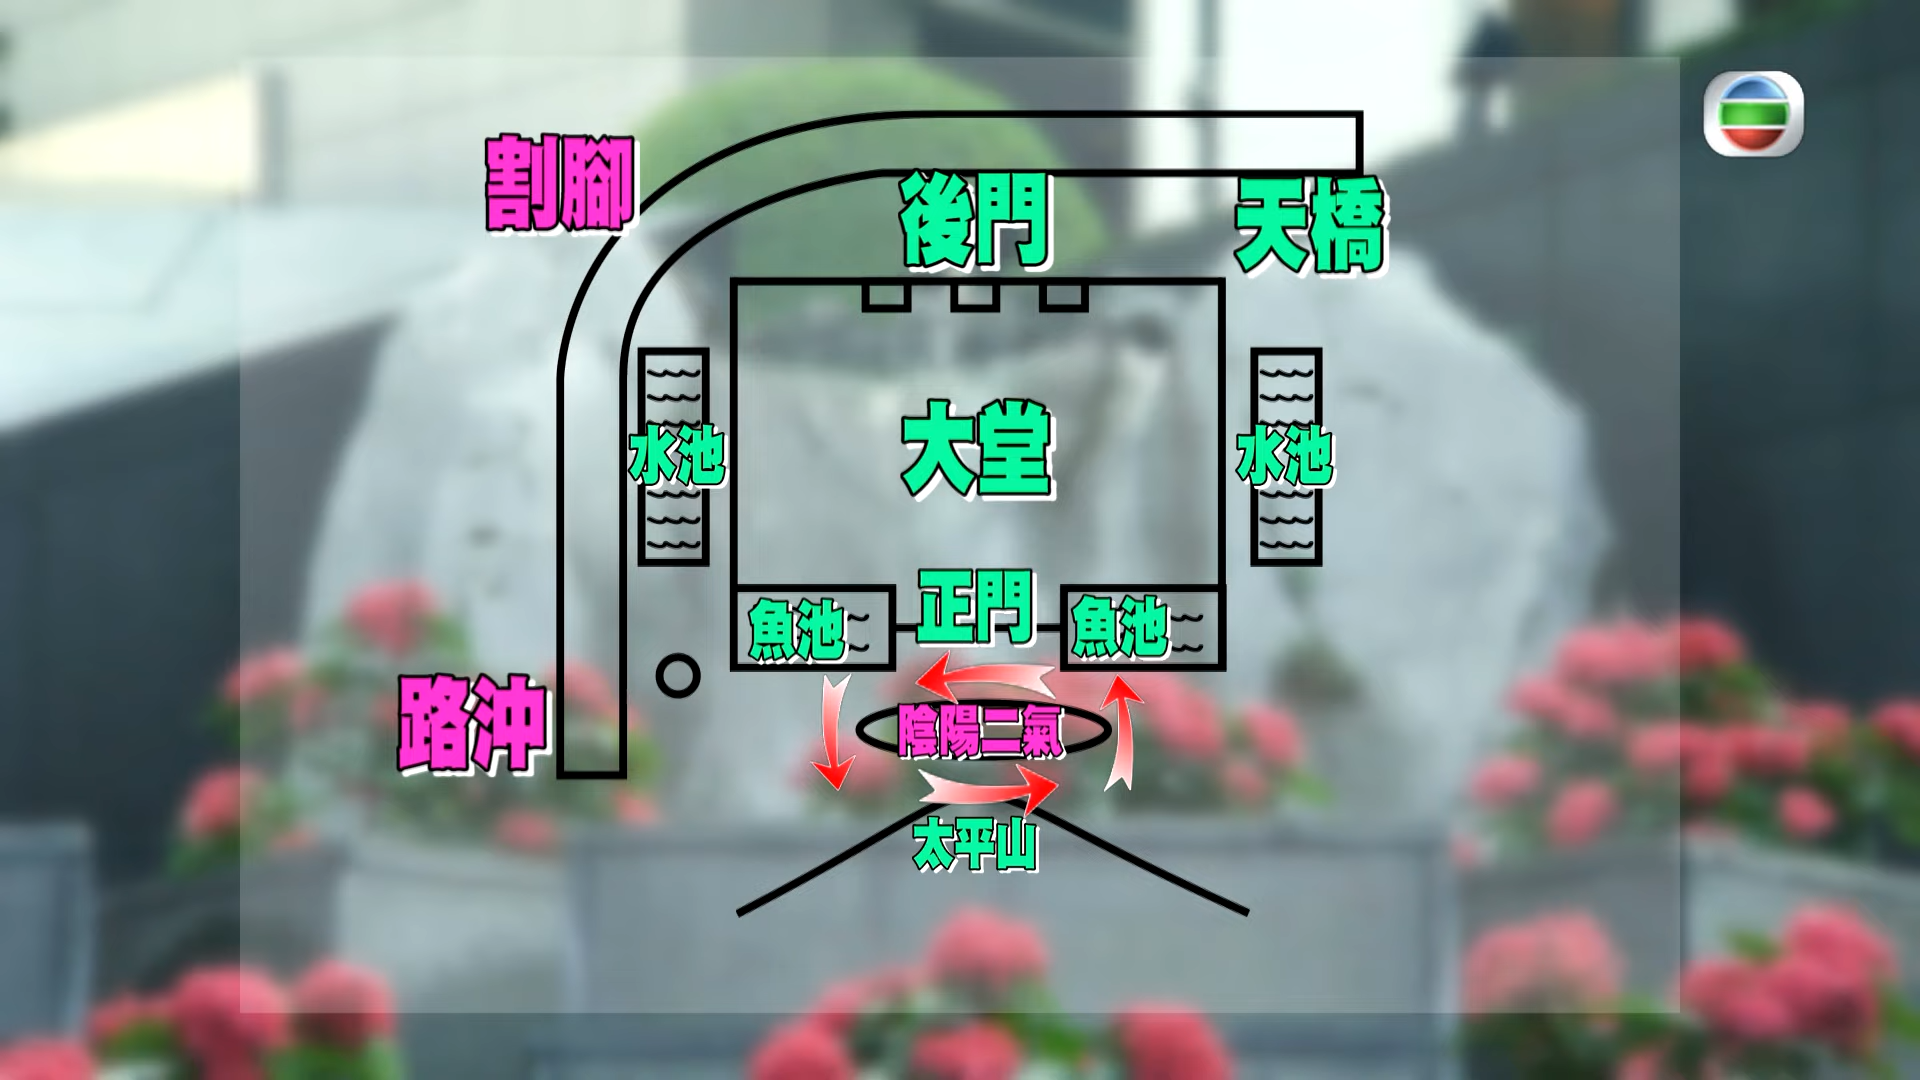 割腳
後門
天橋
水池
大堂
水池
魚池
正門
魚池
路沖
陰陽二氣
太平山